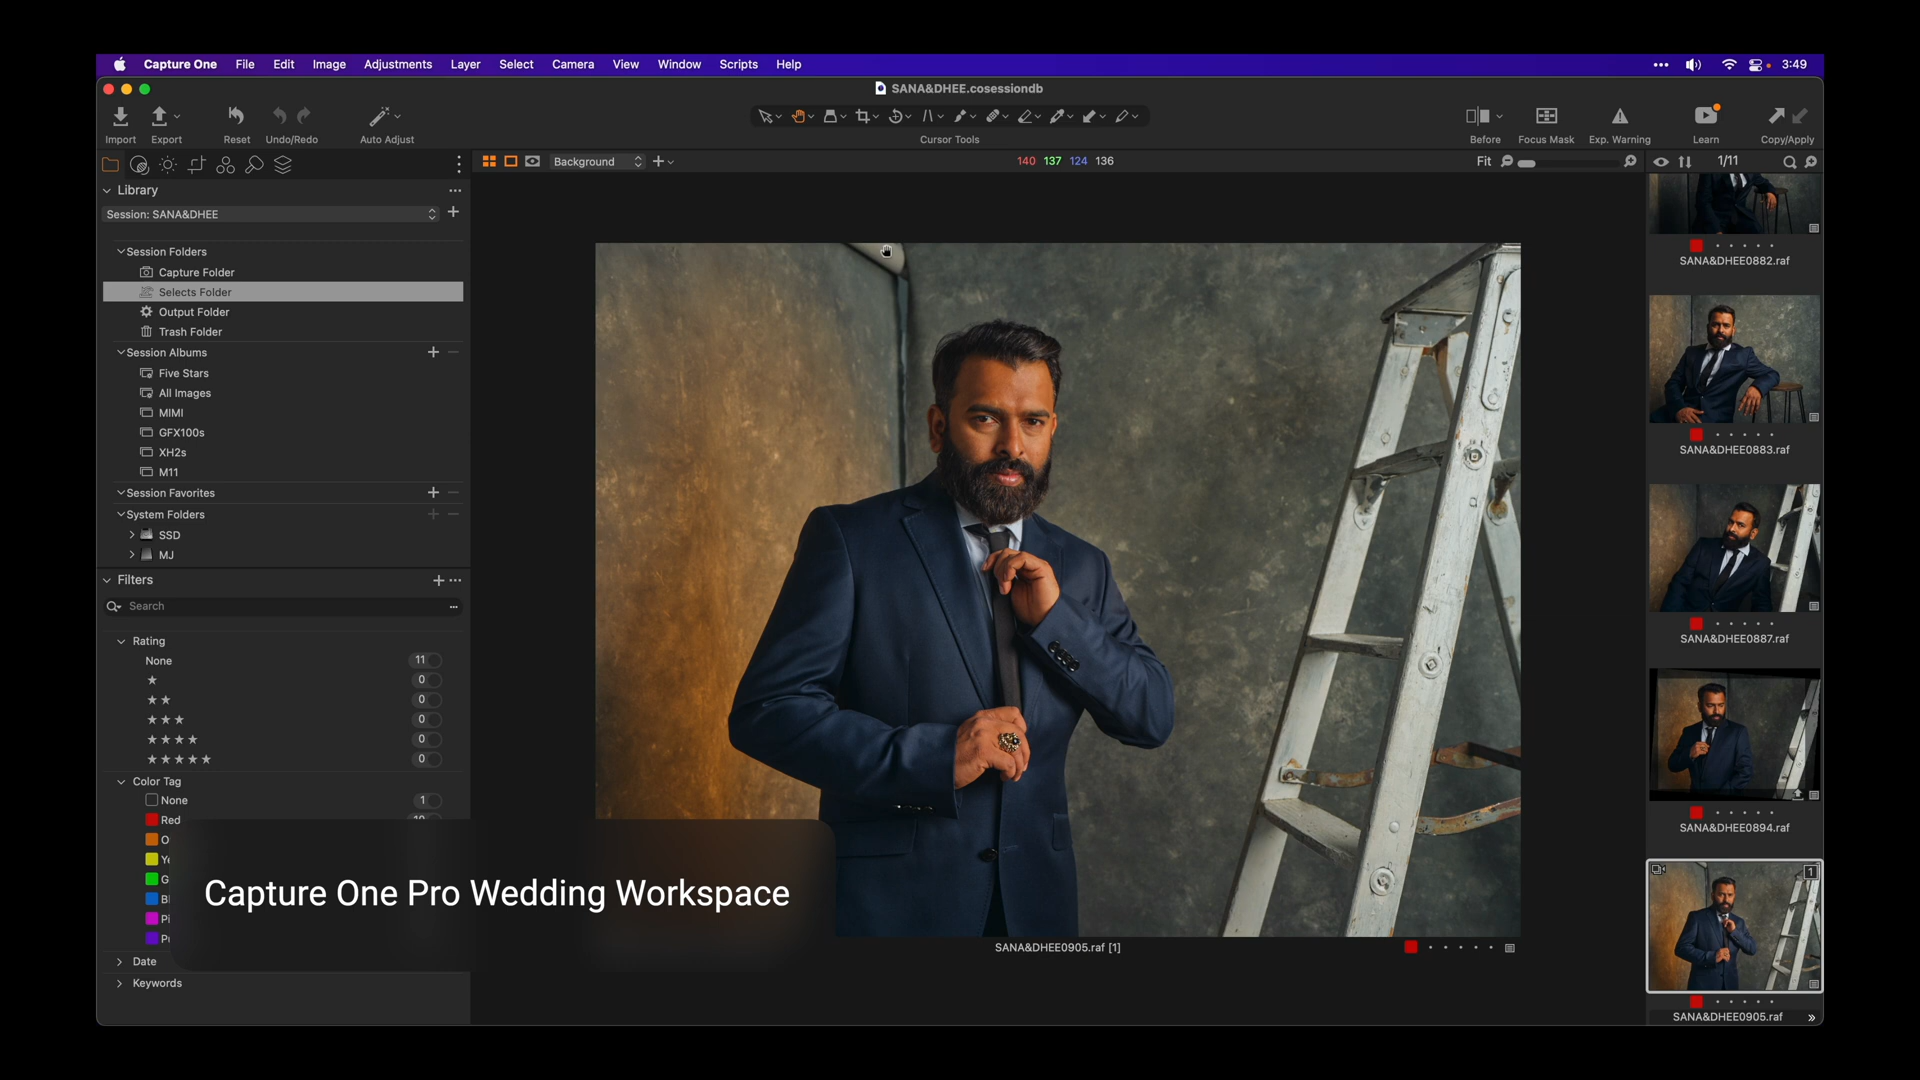 Capture One File Edit Image Adjustments Layer Select Camera View Window Scripts Help 3:49
SANA&DHEE.cosessiondb
Import Export Reset Undo/Redo Auto Adjust Cursor Tools Before Focus Mask Exp. Warning Learn Copy/Apply
Background 140 137 124 136 Fit 1/11
Library
Session: SANA&DHEE
Session Folders
Capture Folder
Selects Folder
Output Folder
Trash Folder
Session Albums
Five Stars
All Images
MIMI
GFX100s
XH2s
M11
Session Favorites
System Folders
SSD
MJ
Filters
Search
Rating
None 11
0
0
0
0
0
Color Tag
None 1
Red
Date
Keywords
Capture One Pro Wedding Workspace
SANA&DHEE0905.raf [1]
SANA&DHEE0882.raf
SANA&DHEE0883.raf
SANA&DHEE0887.raf
SANA&DHEE0894.raf
1
SANA&DHEE0905.raf